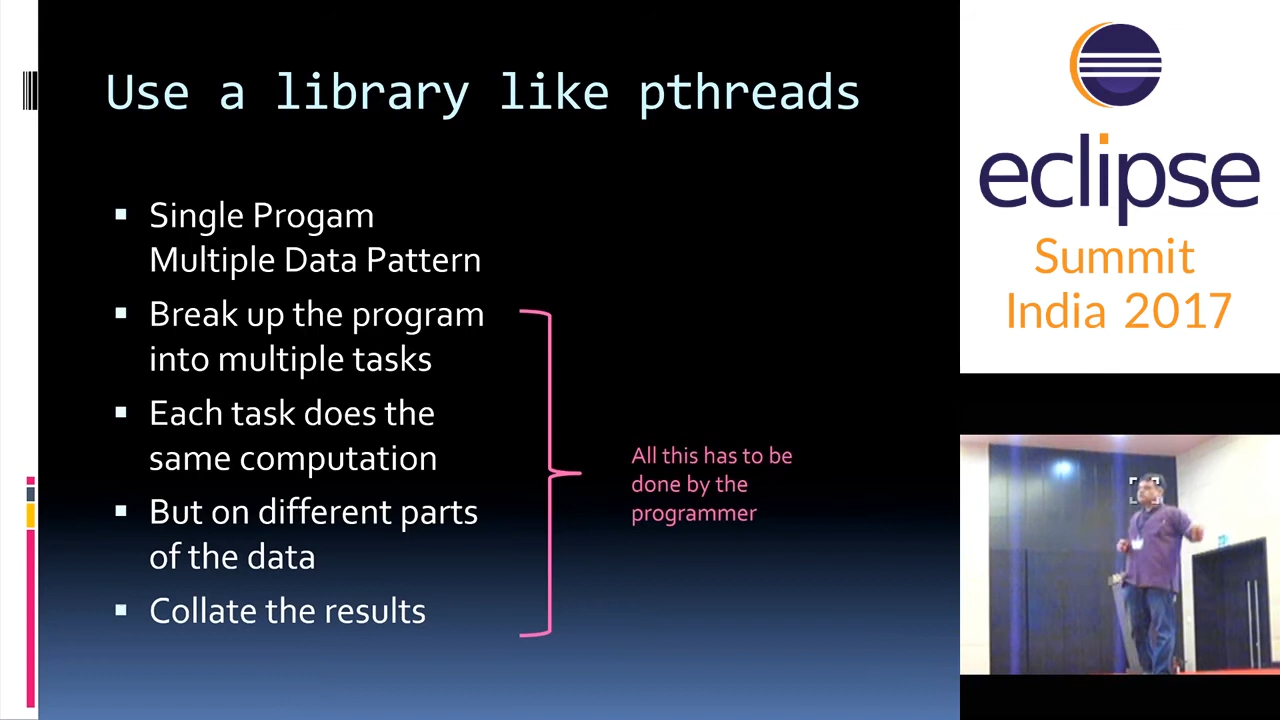 Use a library like pthreads
Single Progam
Multiple Data Pattern
Break up the program
into multiple tasks
Each task does the
same computation
But on different parts
of the data
Collate the results
All this has to be
done by the
programmer
eclipse
Summit
India 2017